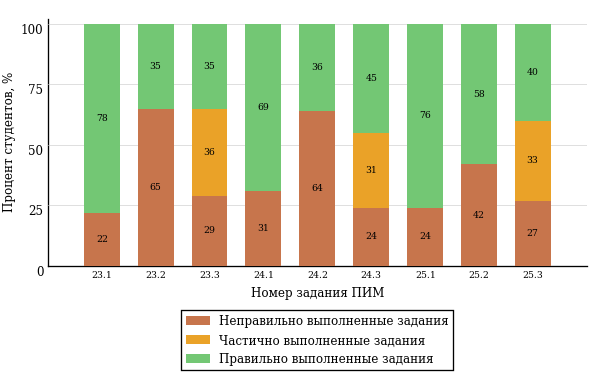 Процент студентов, %
100
75
50
25
0
78 35 35 69 36 45 76 58 40
36 31 33
22 65 29 31 64 24 24 42 27
23.1 23.2 23.3 24.1 24.2 24.3 25.1 25.2 25.3
Номер задания ПИМ
Неправильно выполненные задания
Частично выполненные задания
Правильно выполненные задания